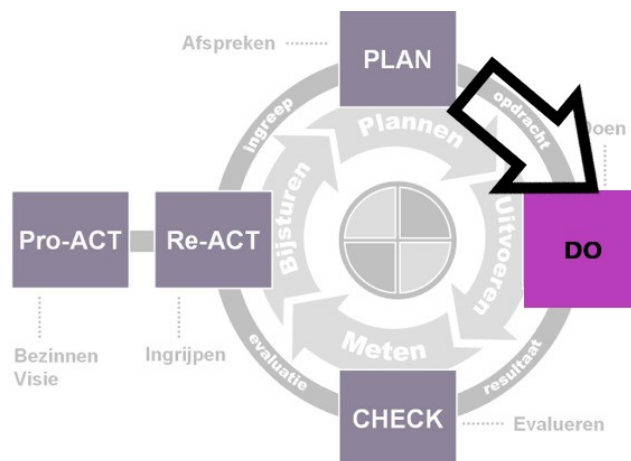 Afspreken
PLAN
ingreep
Plannen
opdracht
Doen
Pro-ACT
Re-ACT
Bijsturen
Uitvoeren
DO
Bezinnen
Visie
Ingrijpen
evaluatie
Meten
resultaat
CHECK
Evalueren